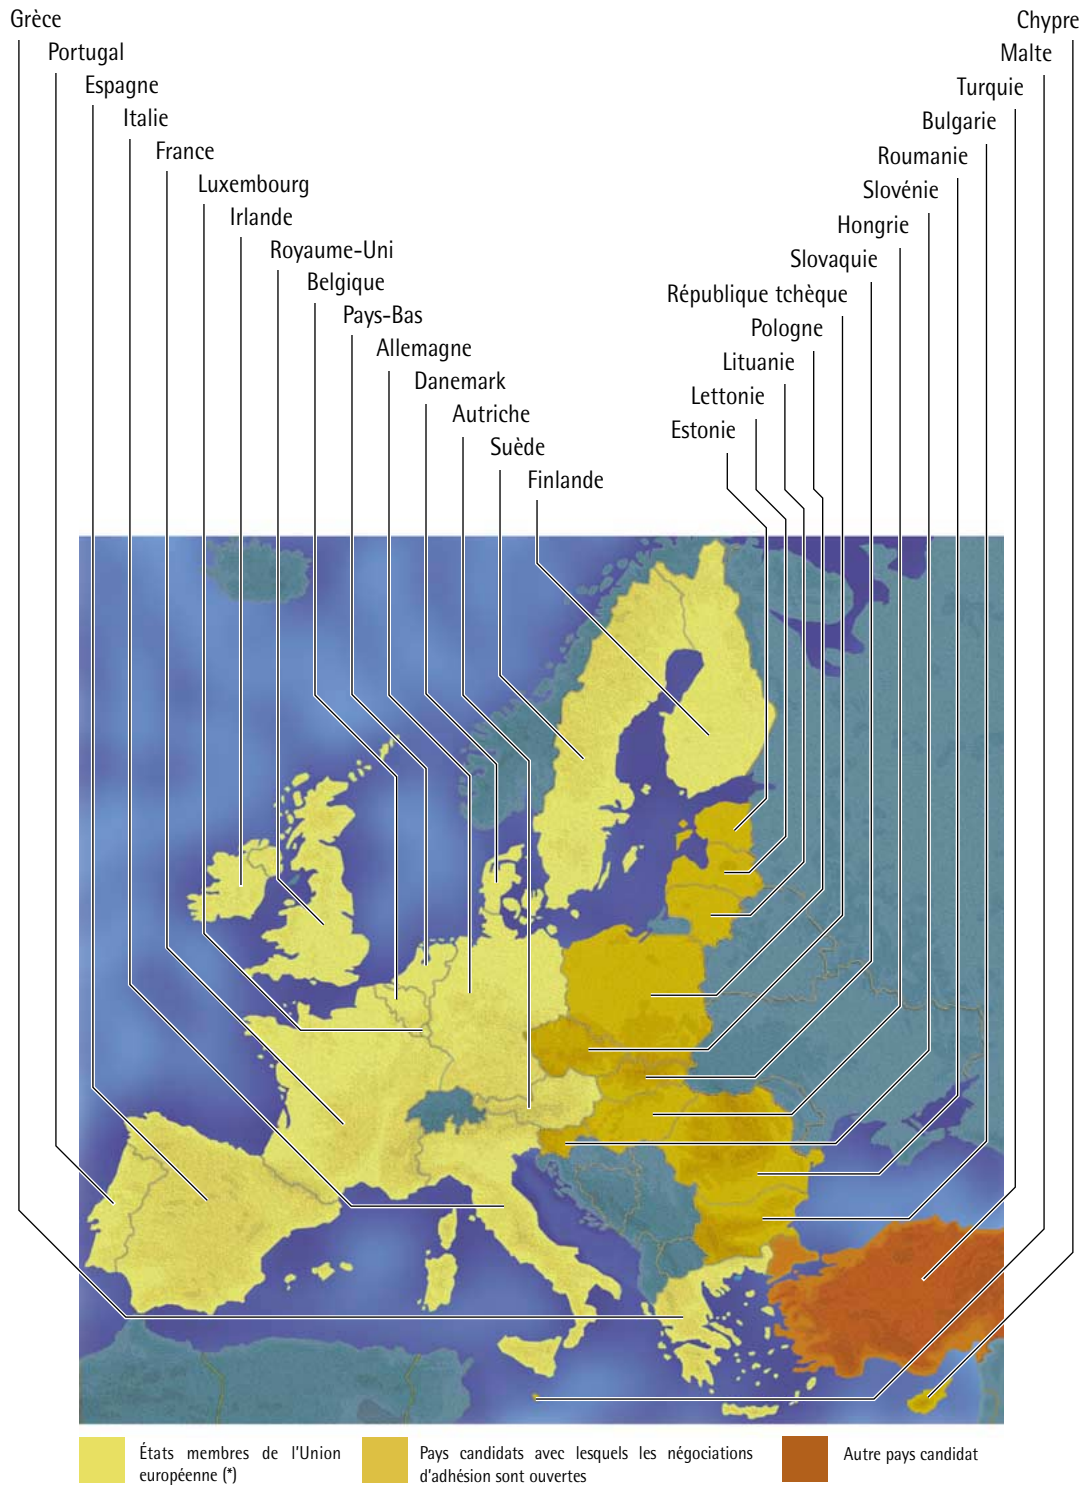 Grèce
Portugal
Espagne
Italie
France
Luxembourg
Irlande
Royaume-Uni
Belgique
Pays-Bas
Allemagne
Danemark
Autriche
Suède
Finlande
Chypre
Malte
Turquie
Bulgarie
Roumanie
Slovénie
Hongrie
Slovaquie
République tchèque
Pologne
Lituanie
Lettonie
Estonie
États membres de l'Union
européenne (*)
Pays candidats avec lesquels les négociations
d'adhésion sont ouvertes
Autre pays candidat